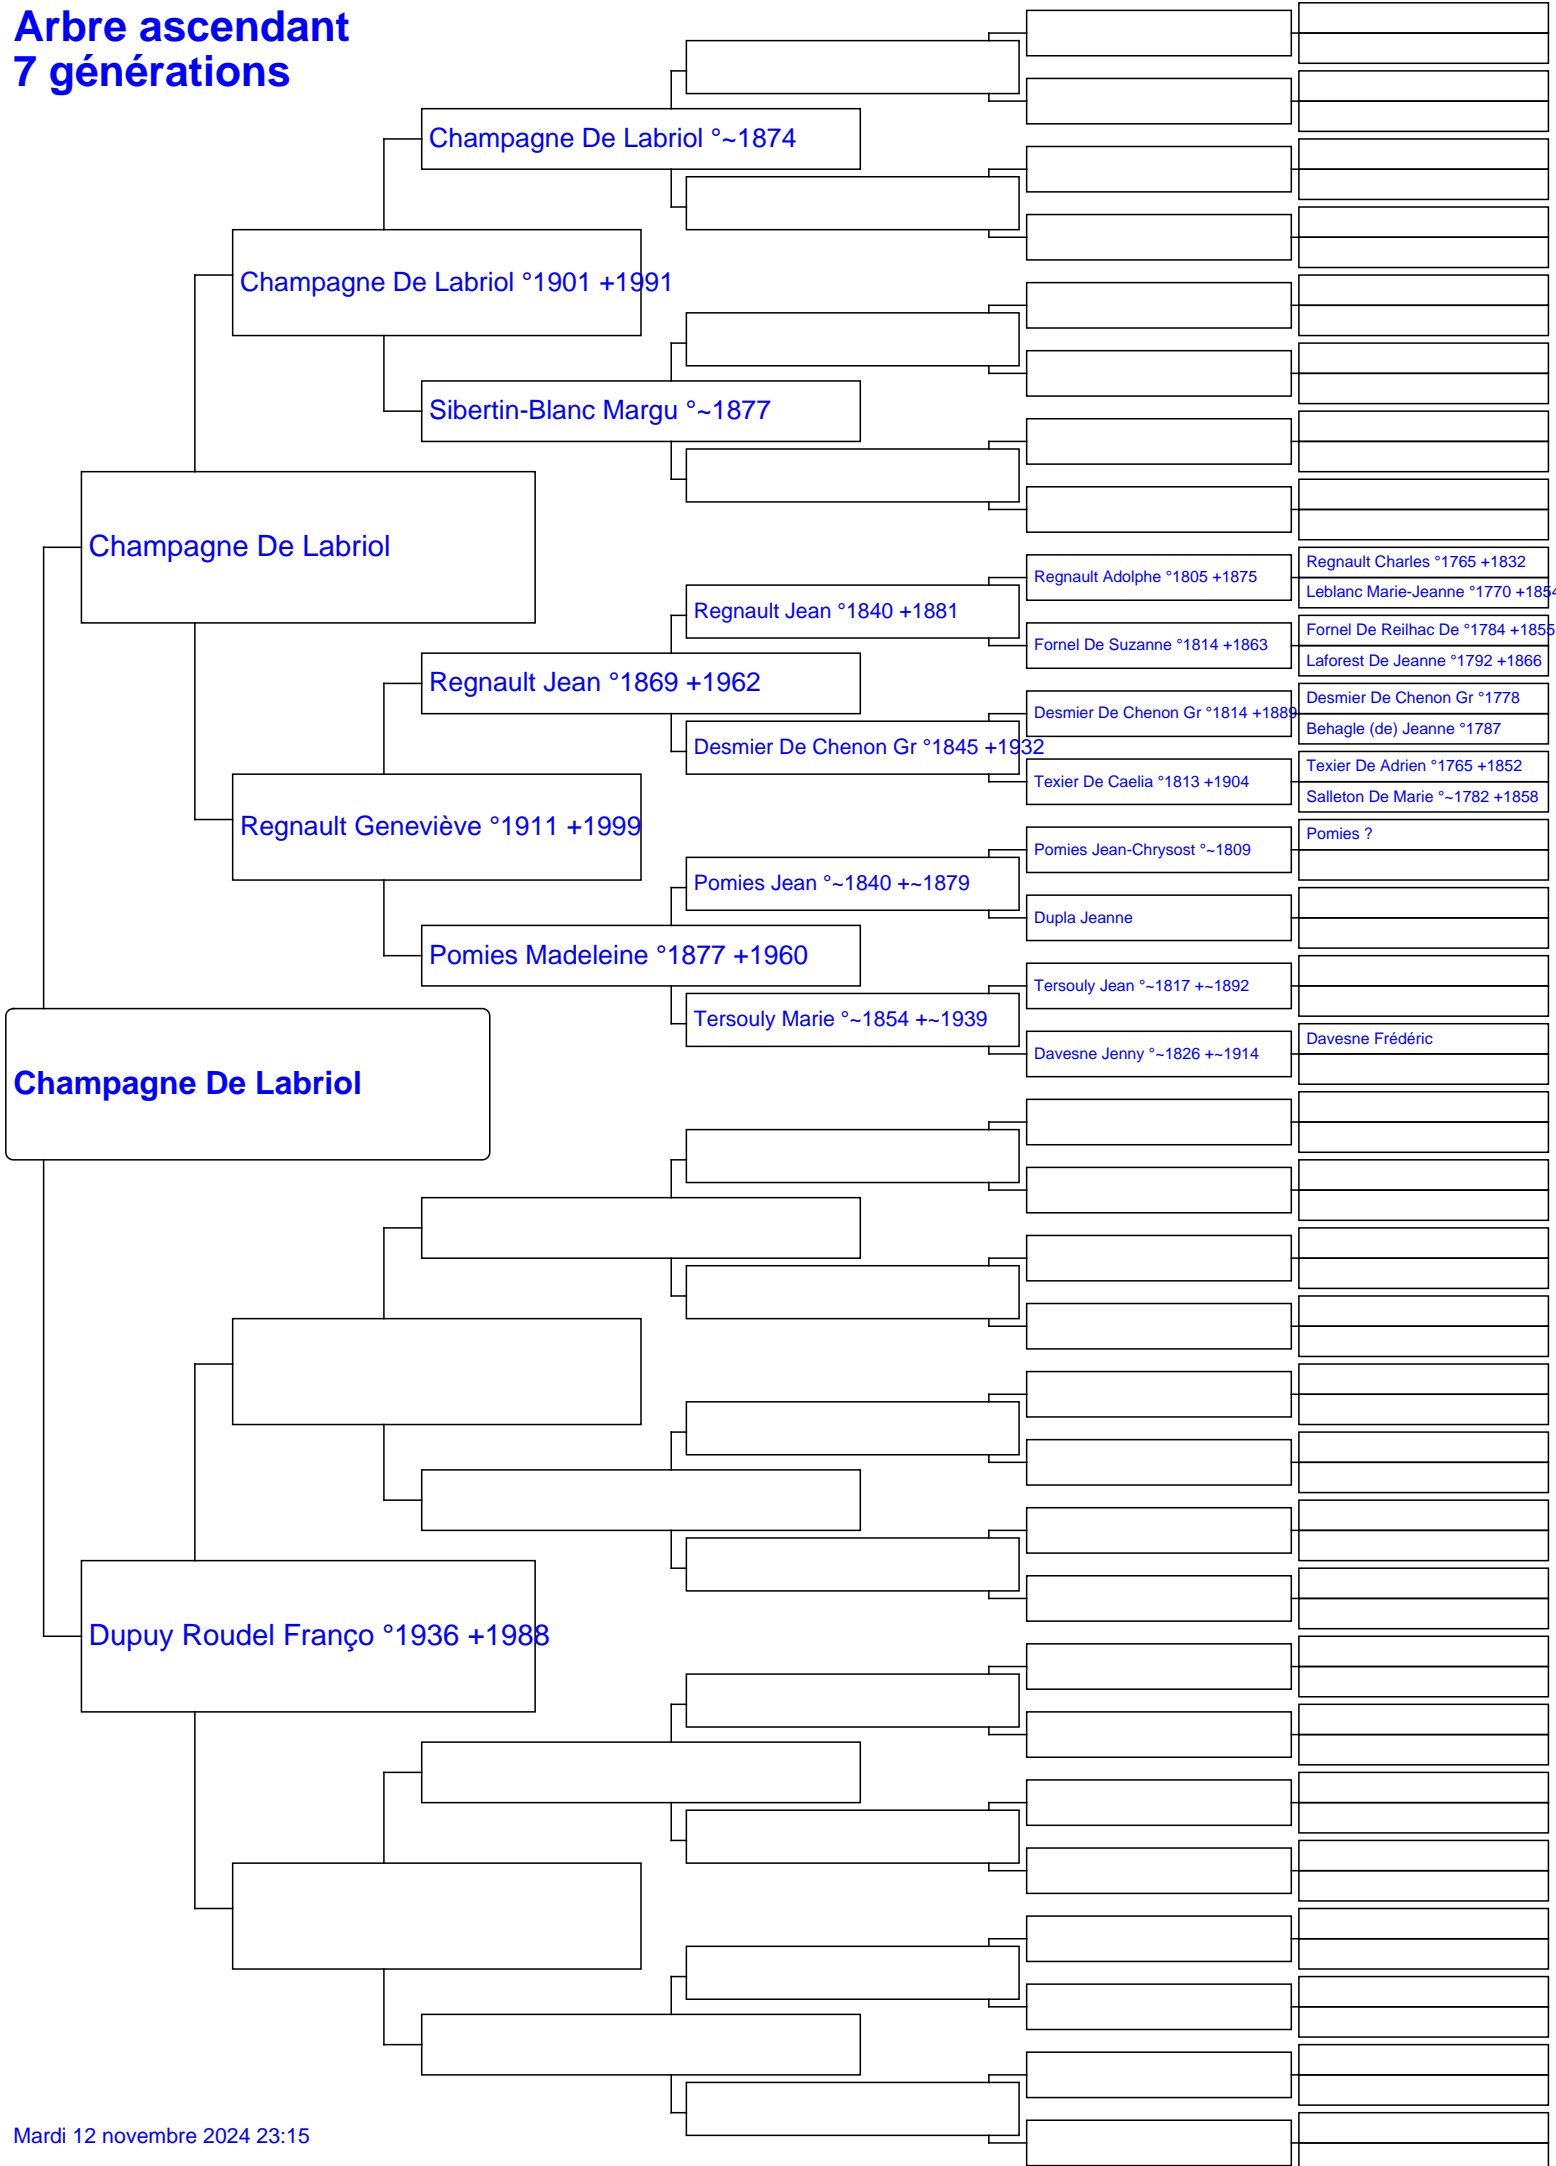 Arbre ascendant
7 générations
Champagne De Labriol °~1874
Champagne De Labriol °1901 +1991
Sibertin-Blanc Margu °~1877
Champagne De Labriol
Regnault Charles °1765 +1832
Regnault Adolphe °1805 +1875
Leblanc Marie-Jeanne °1770 +1854
Regnault Jean °1840 +1881
Fornel De Reilhac De °1784 +1855
Fornel De Suzanne °1814 +1863
Laforest De Jeanne °1792 +1866
Regnault Jean °1869 +1962
Desmier De Chenon Gr °1778
Desmier De Chenon Gr °1814 +1889
Behagle (de) Jeanne °1787
Desmier De Chenon Gr °1845 +1932
Texier De Adrien °1765 +1852
Texier De Caelia °1813 +1904
Salleton De Marie °~1782 +1858
Regnault Geneviève °1911 +1999
Pomies ?
Pomies Jean-Chrysost °~1809
Pomies Jean °~1840 +~1879
Dupla Jeanne
Pomies Madeleine °1877 +1960
Tersouly Jean °~1817 +~1892
Tersouly Marie °~1854 +~1939
Davesne Frédéric
Davesne Jenny °~1826 +~1914
Champagne De Labriol
Dupuy Roudel Franço °1936 +1988
Mardi 12 novembre 2024 23:15